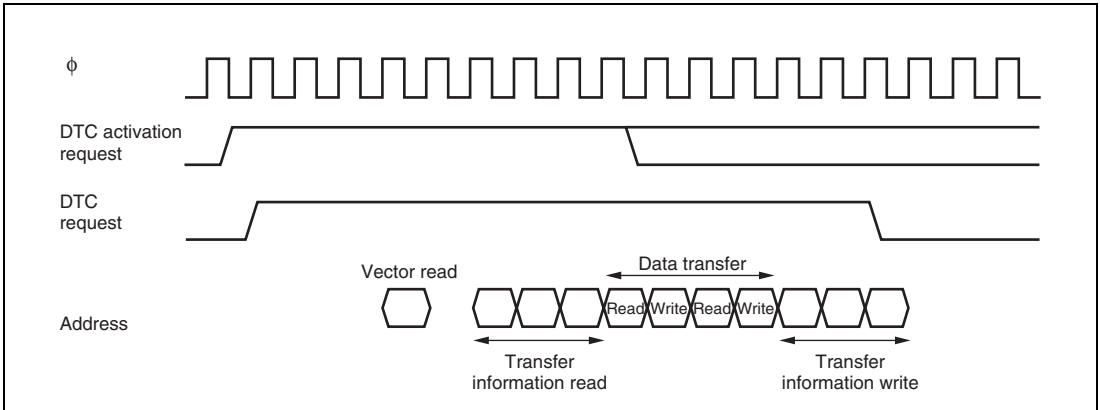 ϕ
DTC activation
request
DTC
request
Vector read
Data transfer
Address
Read Write Read Write
Transfer
information read
Transfer
information write